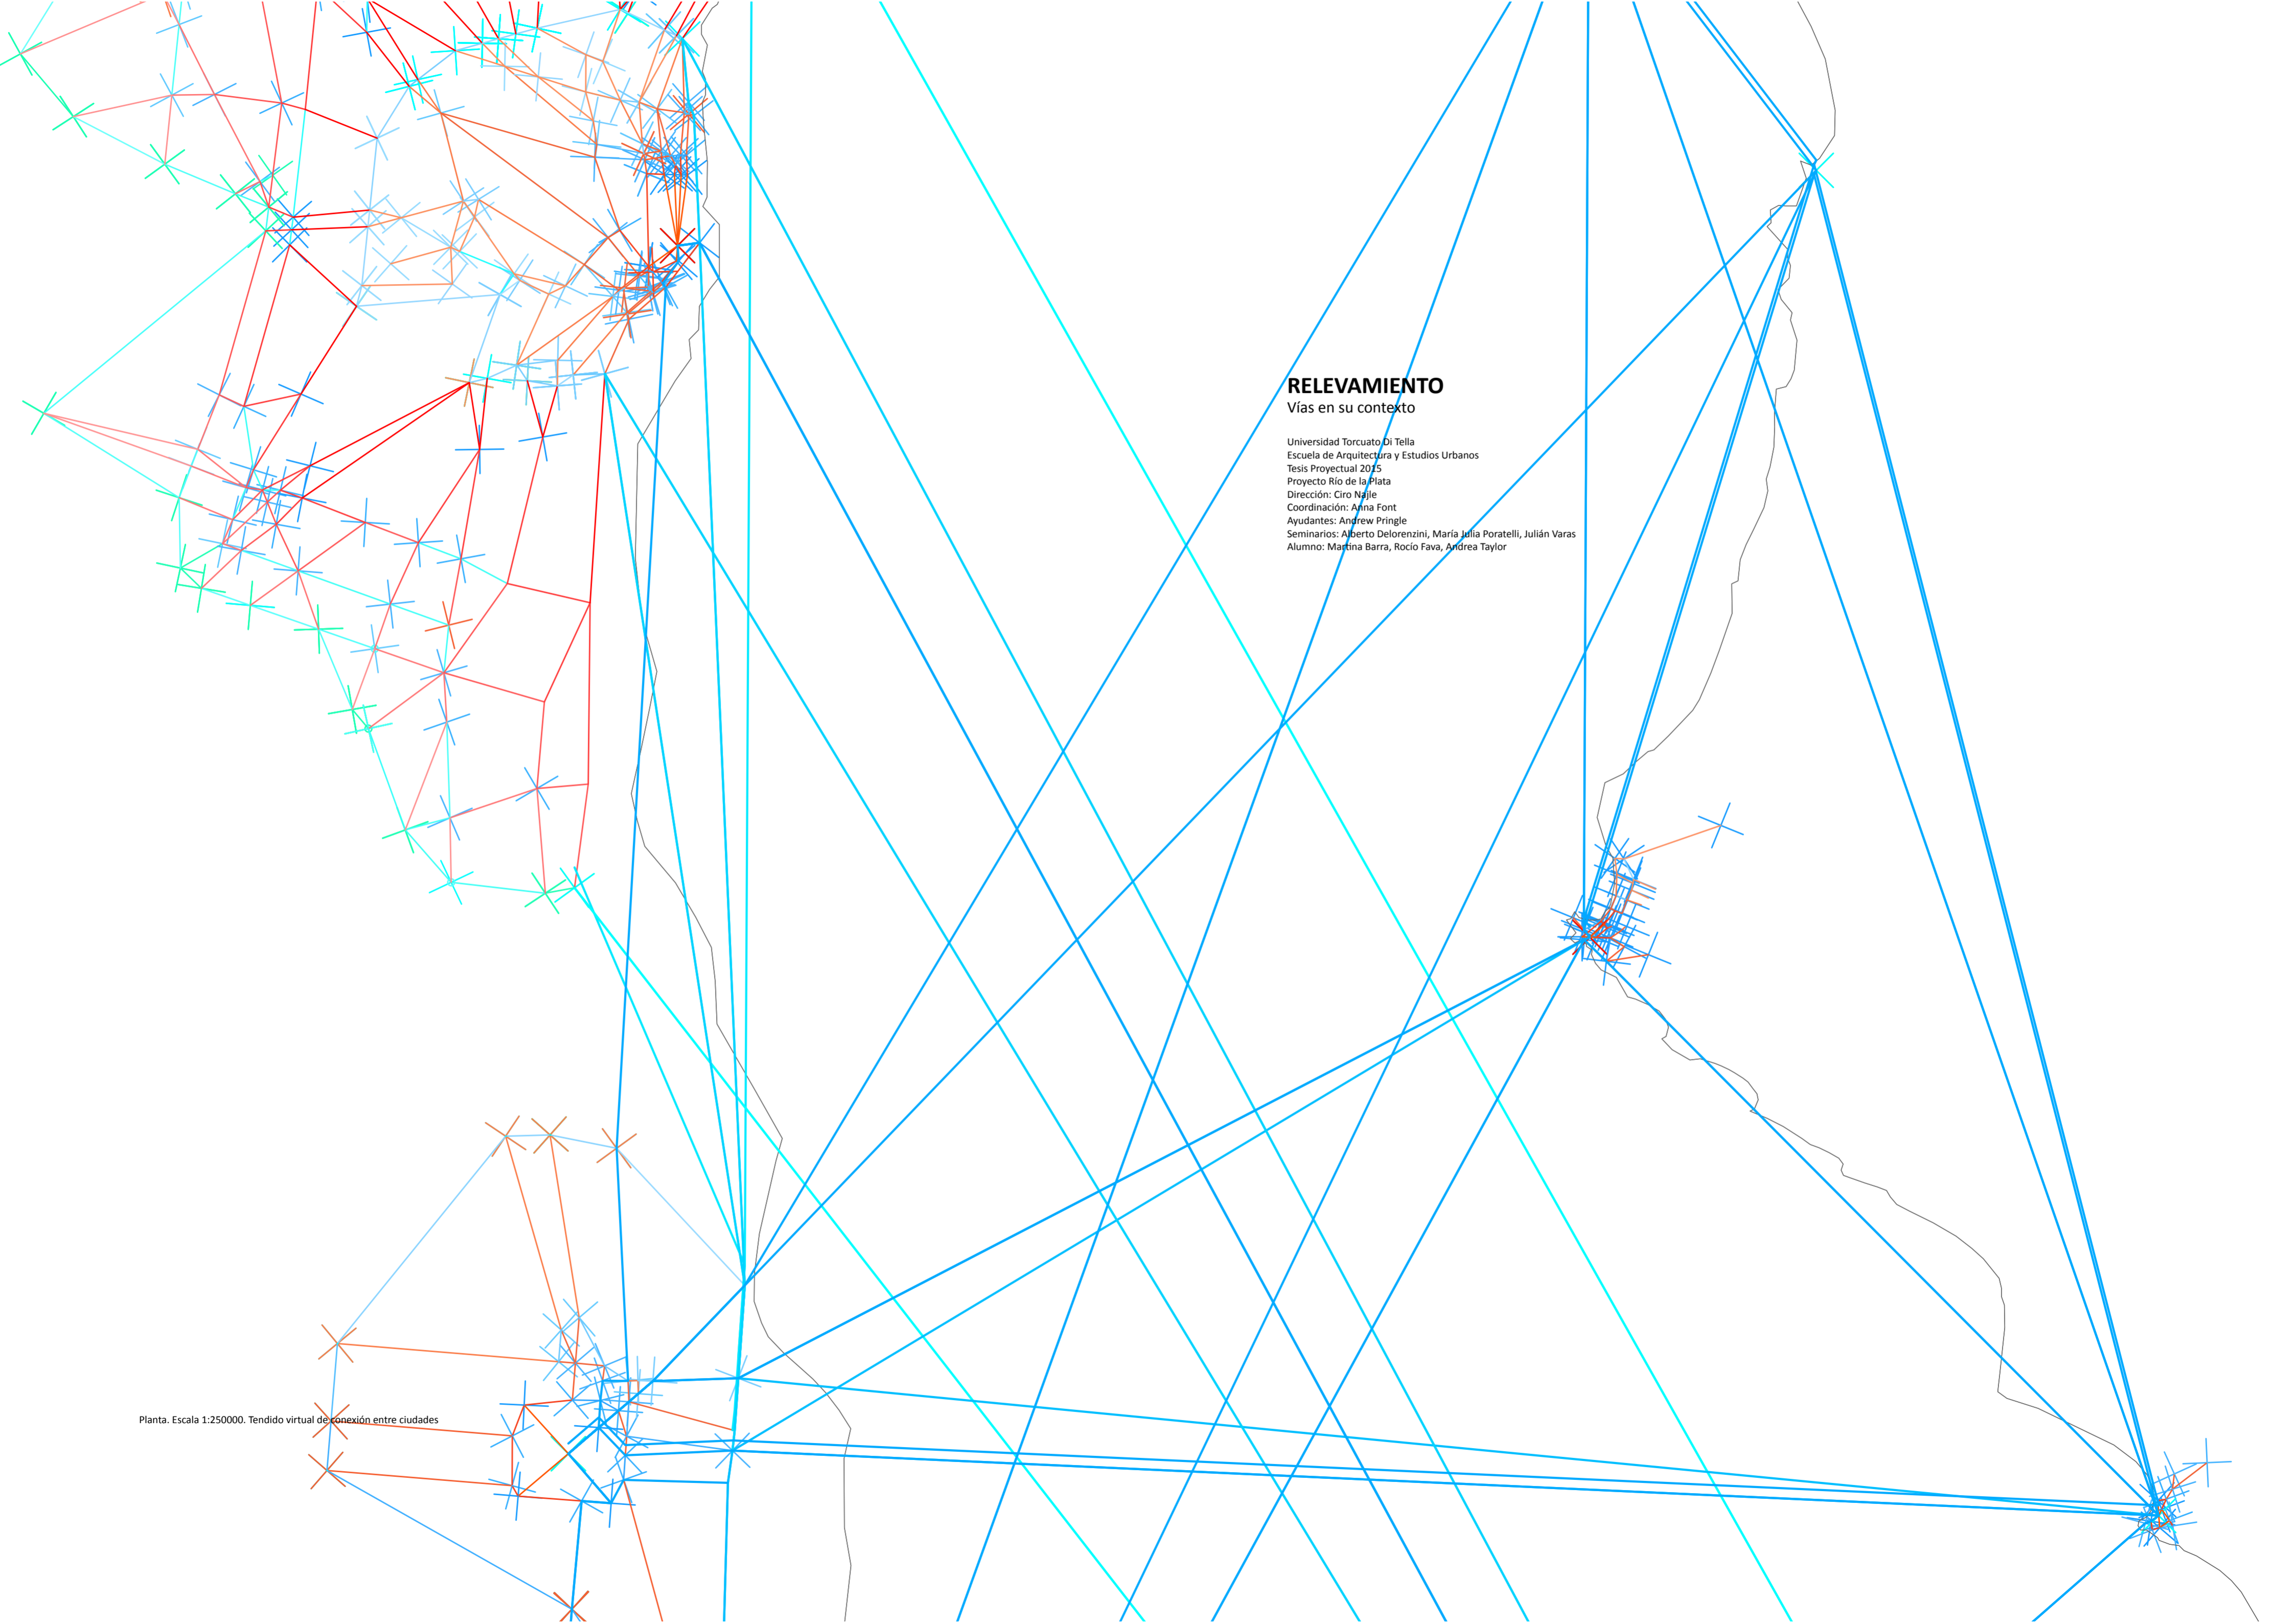 RELEVAMIENTO
Vías en su contexto
Universidad Torcuato Di Tella
Escuela de Arquitectura y Estudios Urbanos
Tesis Proyectual 2015
Proyecto Río de la Plata
Dirección: Ciro Najle
Coordinación: Anna Font
Ayudantes: Andrew Pringle
Seminarios: Alberto Delorenzini, María Julia Poratelli, Julián Varas
Alumno: Martina Barra, Rocío Fava, Andrea Taylor
Planta. Escala 1:250000. Tendido virtual de conexión entre ciudades